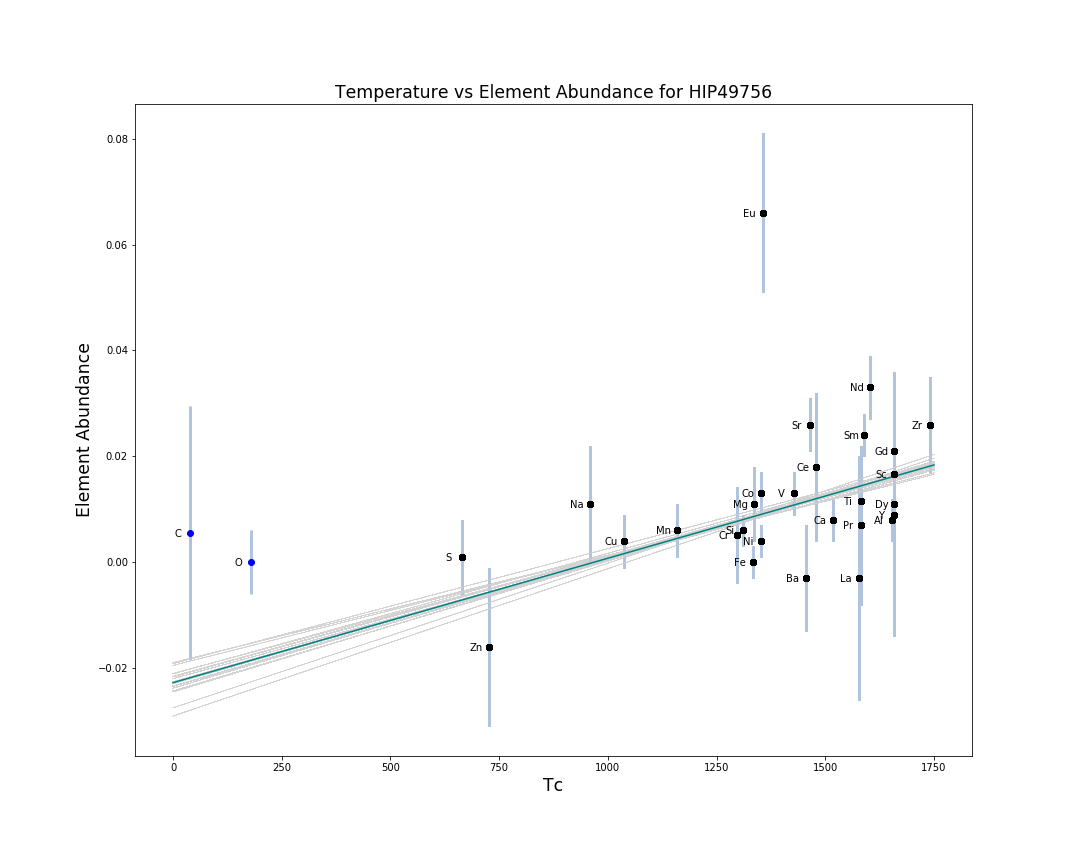 Temperature vs Element Abundance for HIP49756
0.08
0.06
0.04
0.02
0.00
−0.02
Element Abundance
Eu
Nd
Sr
Zr
Sm
Gd
Ce
Sc
Co
V
Na
Mg
Ti
Dy
Y
Ca
Al
Pr
Mn
Si
Cr
Cu
Ni
C
O
S
Fe
Ba
La
Zn
0
250
500
750
1000
1250
1500
1750
Tc